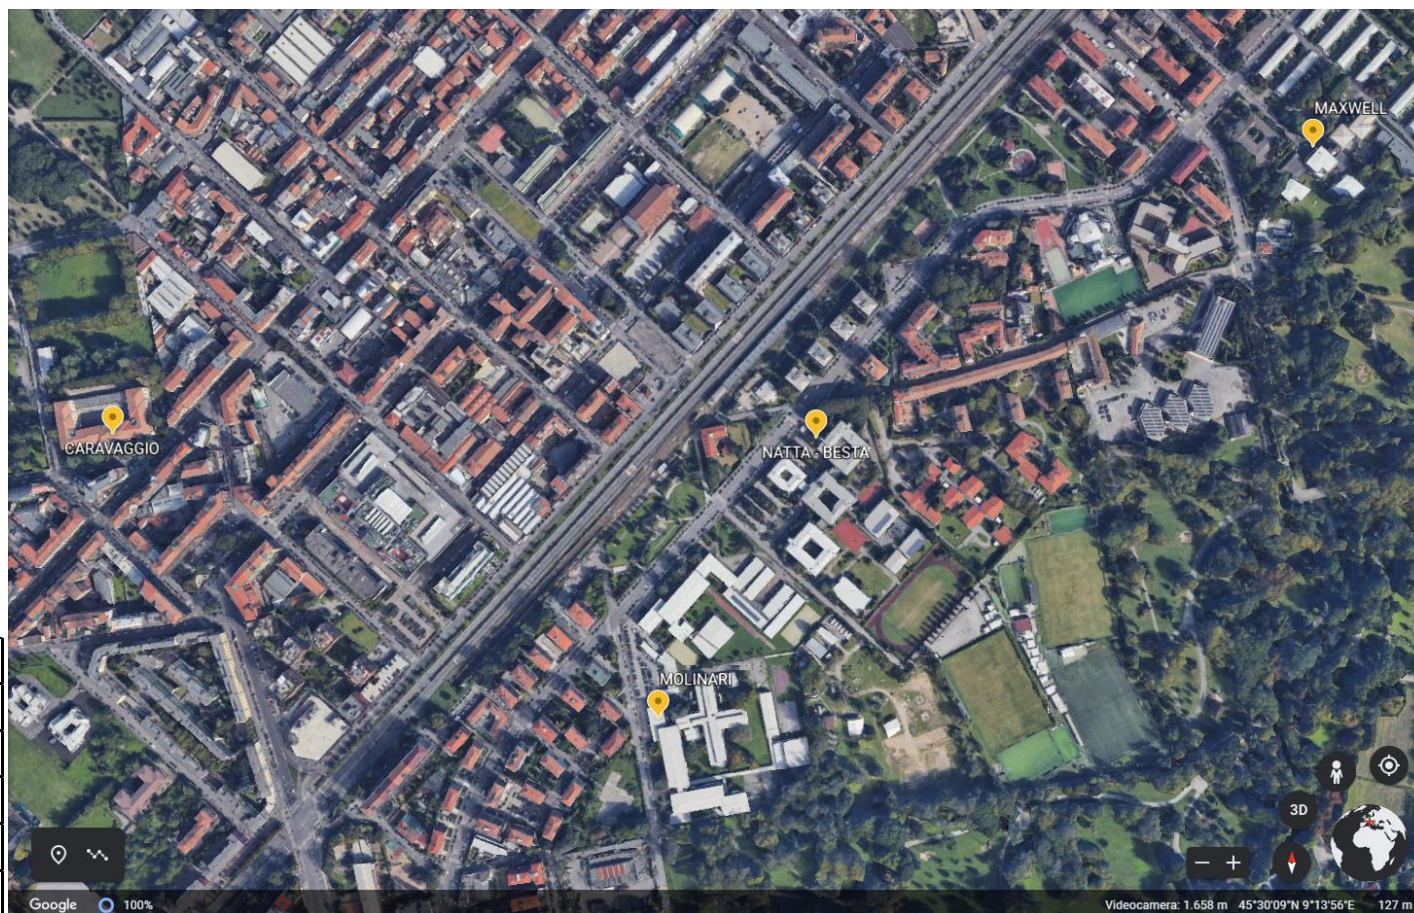 MAXWELL
CARAVAGGIO
NATTA - BESTA
MOLINARI
3D
Google 100% Videocamera: 1.658 m 45°30'09"N 9°13'56"E 127 m